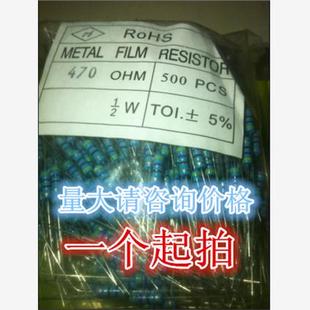 RoHS
METAL FILM RESISTOR
470 OHM 500 PCS
½ W TOl.± 5%
量大请咨询价格
一个起拍